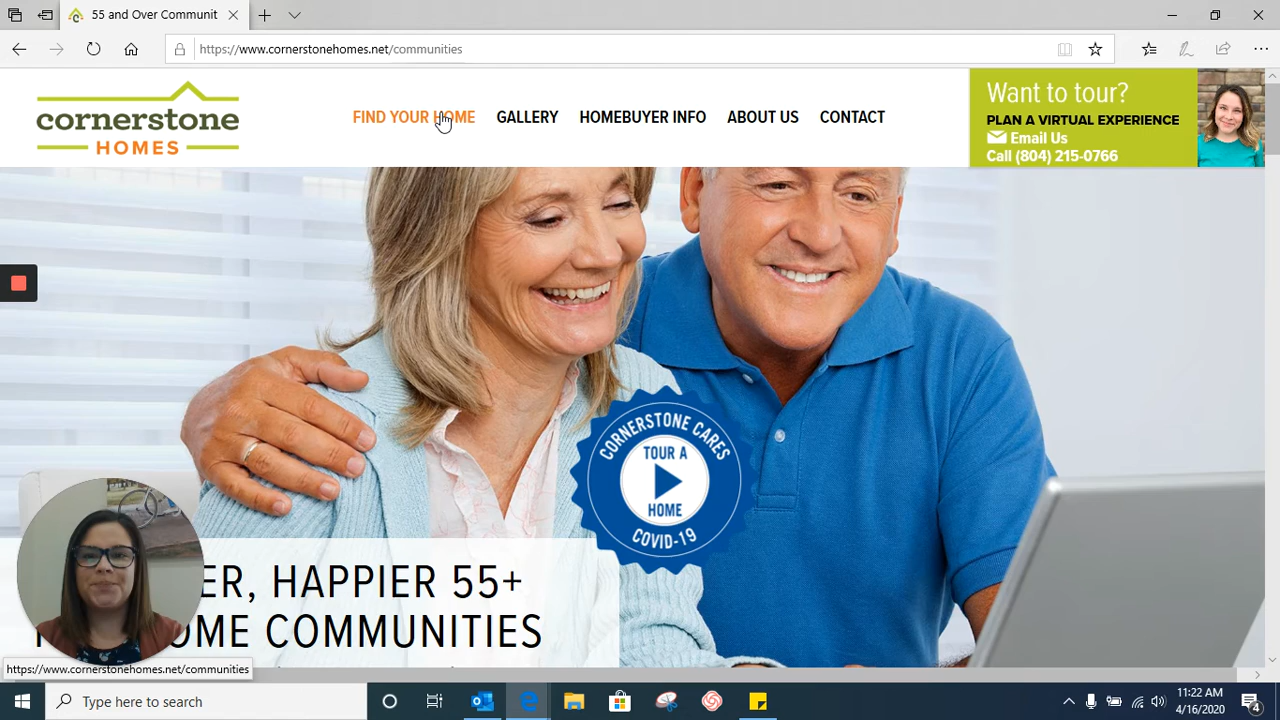 55 and Over Communit
https://www.cornerstonehomes.net/communities
cornerstone
HOMES
FIND YOUR HOME
GALLERY
HOMEBUYER INFO
ABOUT US
CONTACT
Want to tour?
PLAN A VIRTUAL EXPERIENCE
Email Us
Call (804) 215-0766
CORNERSTONE CARES
TOUR A
HOME
COVID-19
ER, HAPPIER 55+
OME COMMUNITIES
https://www.cornerstonehomes.net/communities
Type here to search
11:22 AM
4/16/2020
4